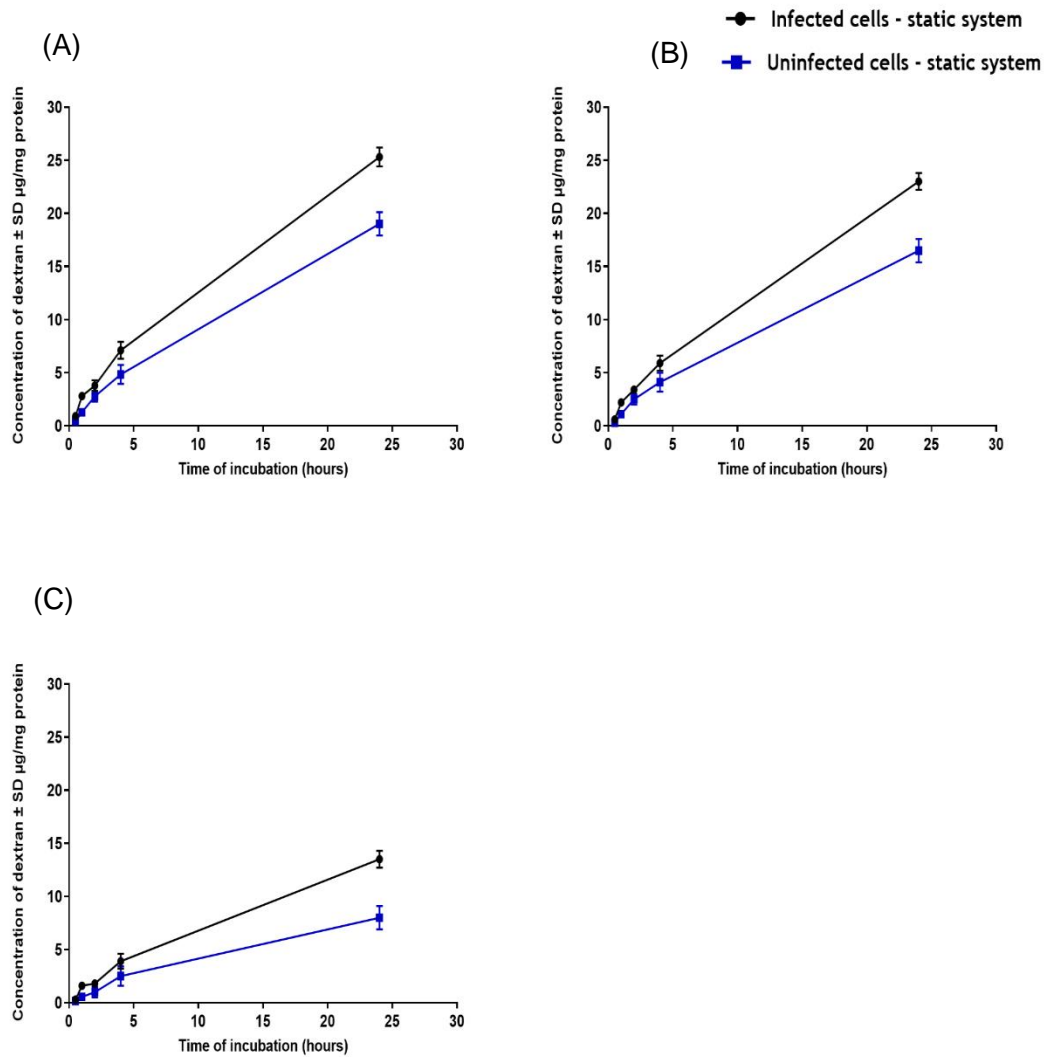 Infected cells - static system
Uninfected cells - static system
(A)
(B)
Concentration of dextran ± SD µg/mg protein
30
25
20
15
10
5
0
0 5 10 15 20 25 30
Time of incubation (hours)
Concentration of dextran ± SD µg/mg protein
30
25
20
15
10
5
0
0 5 10 15 20 25 30
Time of incubation (hours)
(C)
Concentration of dextran ± SD µg/mg protein
30
25
20
15
10
5
0
0 5 10 15 20 25 30
Time of incubation (hours)